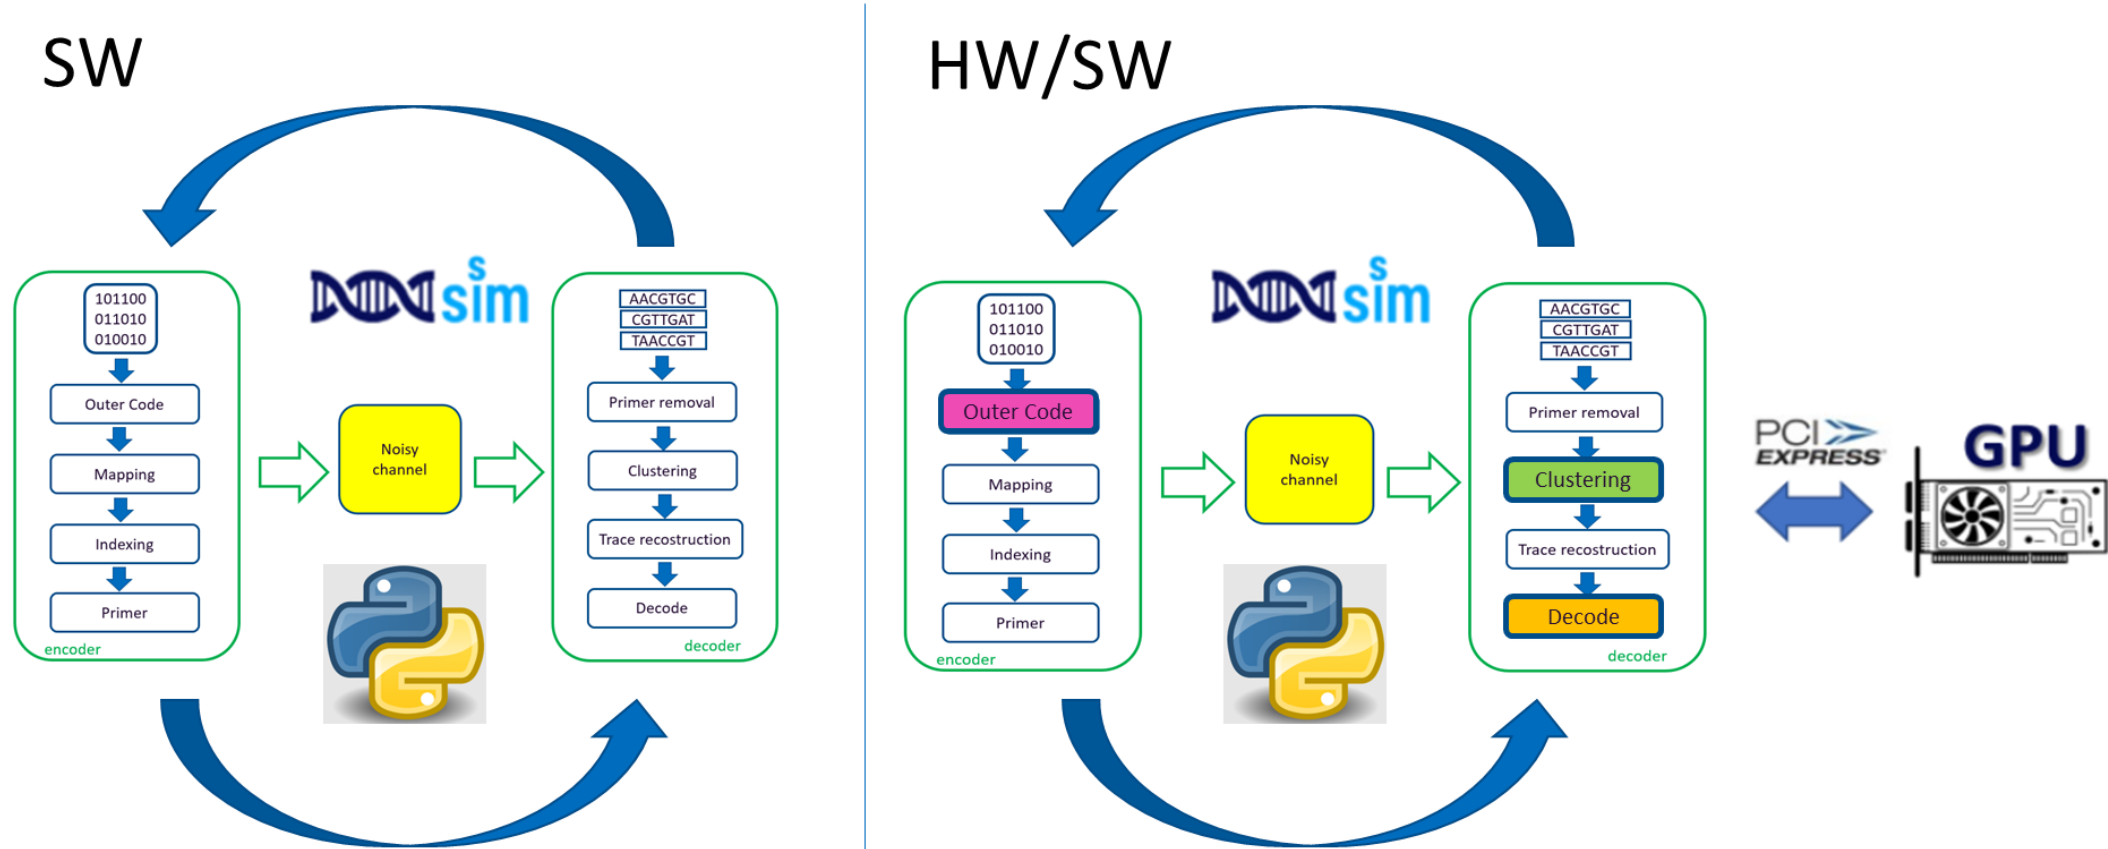 SW
s
sim
101100
011010
010010
Outer Code
Mapping
Indexing
Primer
encoder
Noisy
channel
AACGTGC
CGTTGAT
TAACCGT
Primer removal
Clustering
Trace recostruction
Decode
decoder
HW/SW
s
sim
101100
011010
010010
Outer Code
Mapping
Indexing
Primer
encoder
Noisy
channel
AACGTGC
CGTTGAT
TAACCGT
Primer removal
Clustering
Trace recostruction
Decode
decoder
PCI
EXPRESS
GPU